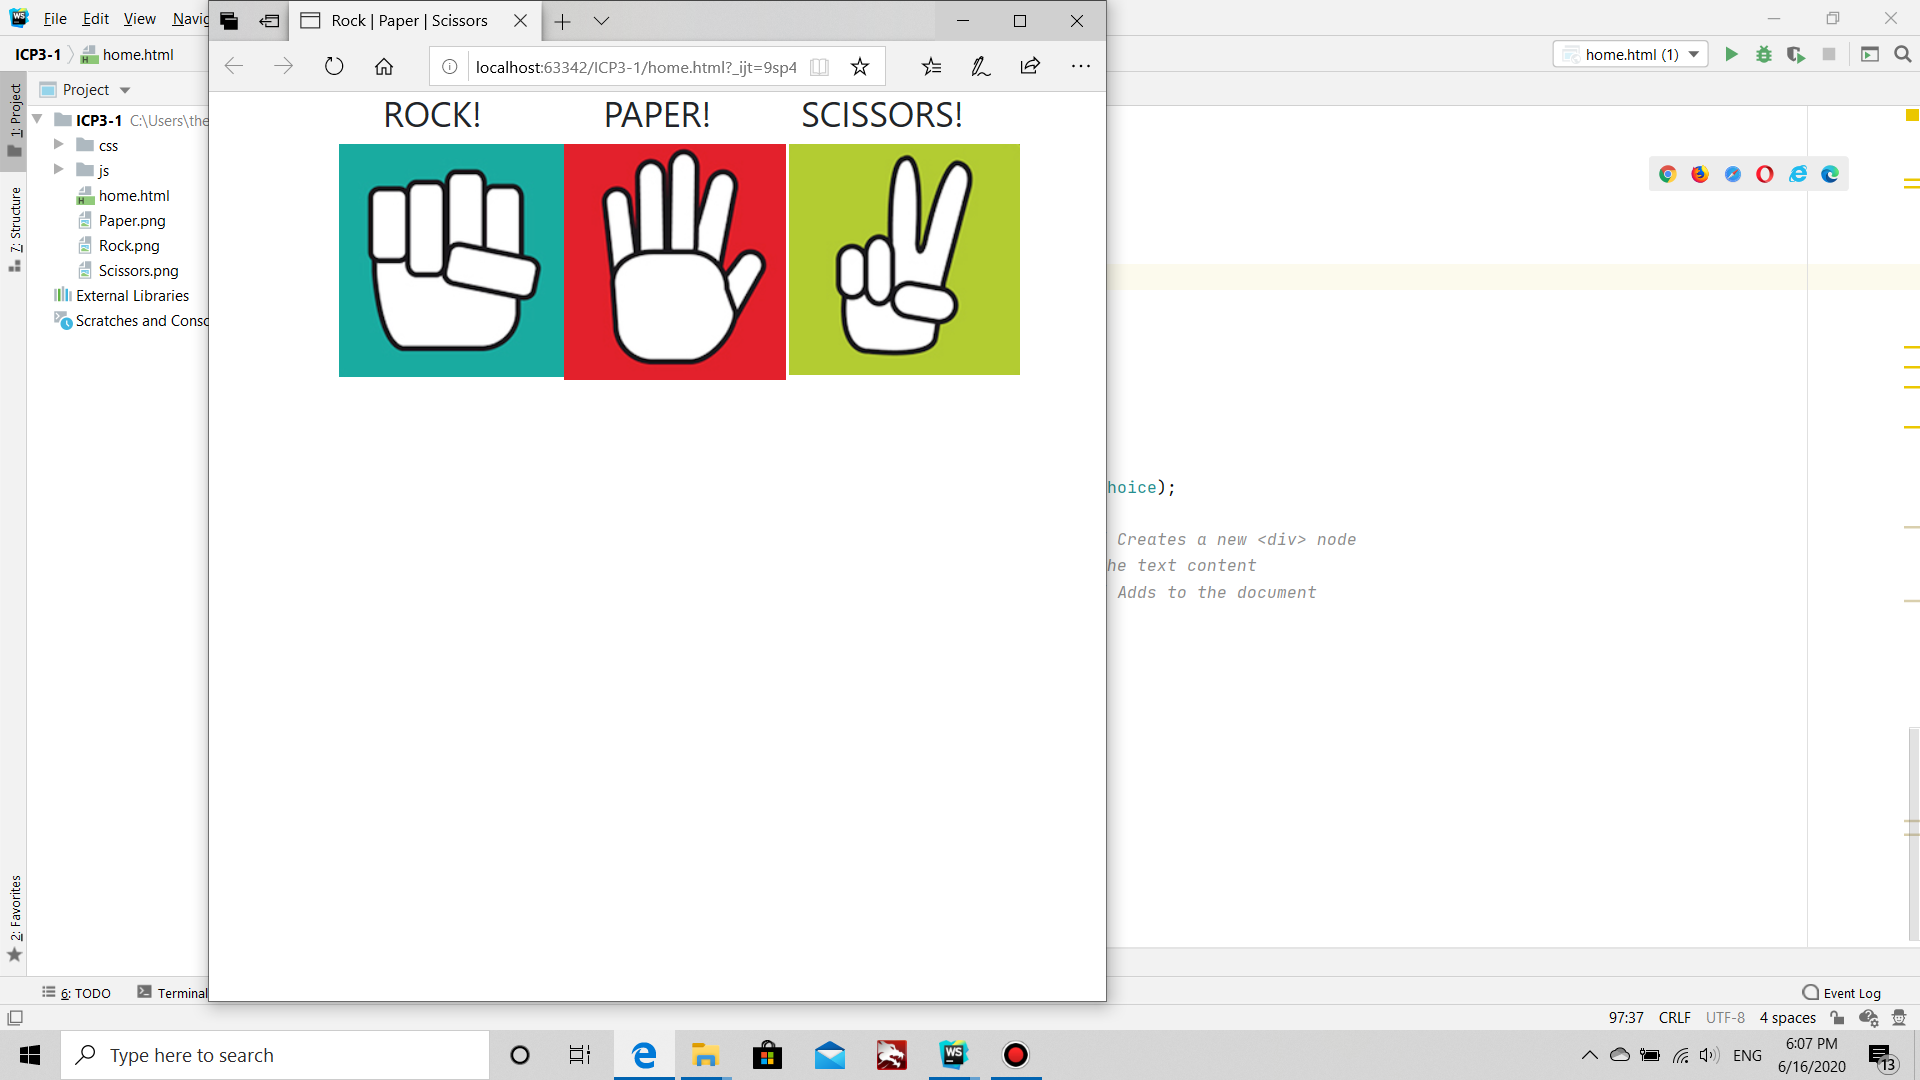 WS File Edit View Navig
Rock | Paper | Scissors
ICP3-1 home.html
localhost:63342/ICP3-1/home.html?_ijt=9sp4
home.html (1)
Project
ICP3-1 C:\Users\the
css
js
home.html
Paper.png
Rock.png
Scissors.png
External Libraries
Scratches and Conso
1: Project
7: Structure
2: Favorites
ROCK! PAPER! SCISSORS!
hoice);
Creates a new <div> node
he text content
Adds to the document
6: TODO Terminal
Event Log
97:37 CRLF UTF-8 4 spaces
Type here to search
WS
ENG
6:07 PM
6/16/2020
13